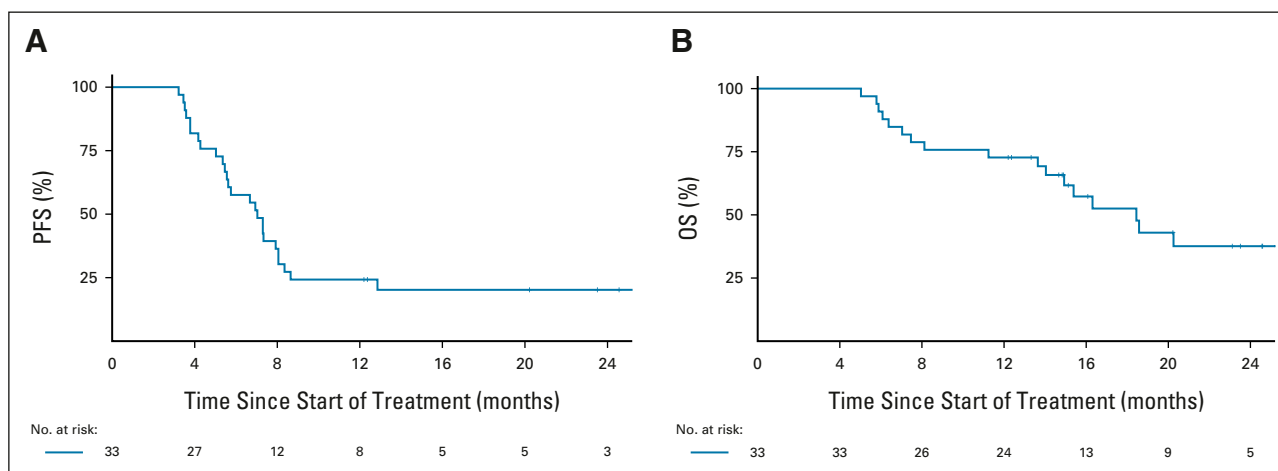 A
PFS (%)
100
75
50
25
0 4 8 12 16 20 24
Time Since Start of Treatment (months)
No. at risk:
33 27 12 8 5 5 3
B
OS (%)
100
75
50
25
0 4 8 12 16 20 24
Time Since Start of Treatment (months)
No. at risk:
33 33 26 24 13 9 5